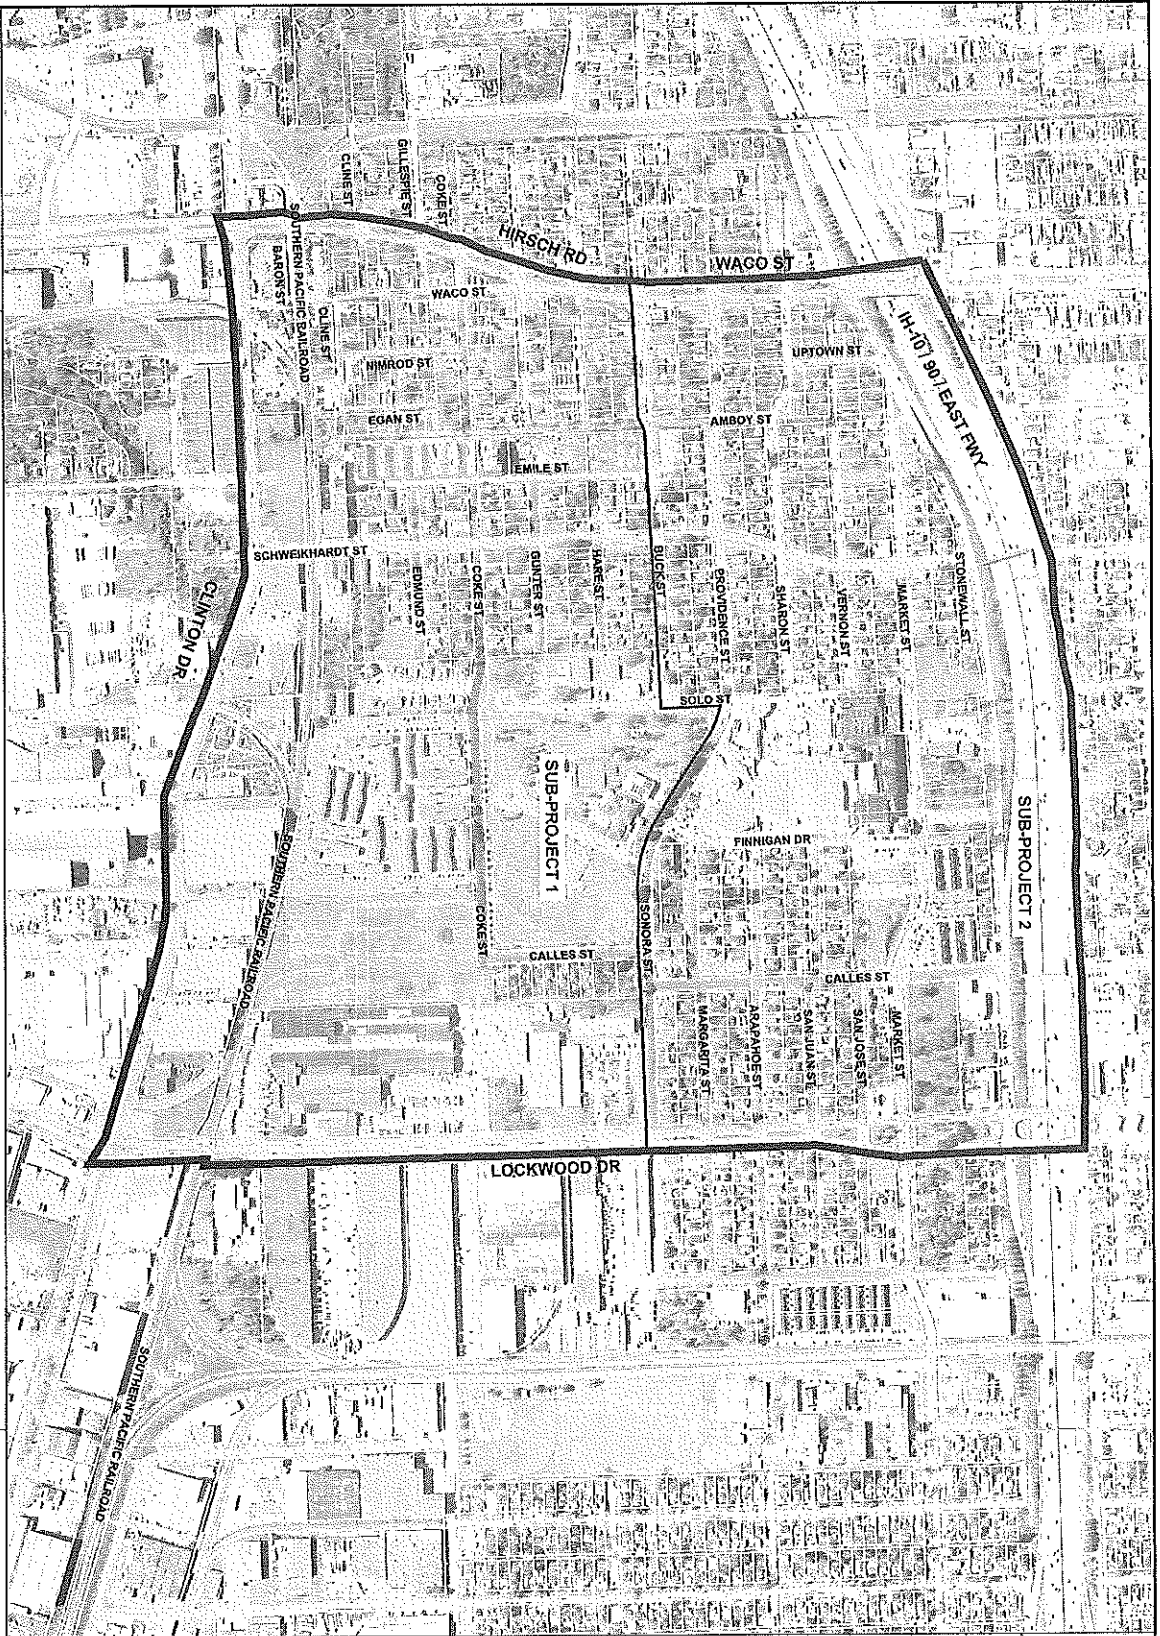 GILLESPIE ST
CLINE ST
COKE ST
HIRSCH RD
WACO ST
SOUTHERN PACIFIC RAILROAD
BARON ST
CLINE ST
WACO ST
NIMROD ST
UPTOWN ST
IH-10 / 90 / EAST FWY
EGAN ST
AMBOY ST
EMILE ST
SCHWEIKHARDT ST
EDMUND ST
COKE ST
GUNTER ST
HARE ST
BUCK ST
PROVIDENCE ST
SHARON ST
VERNON ST
MARKET ST
STONEWALL ST
CLINTON DR
SOLO ST
SUB-PROJECT 1
SUB-PROJECT 2
FINNIGAN DR
SOUTHERN PACIFIC RAILROAD
COKE ST
SONORA ST
CALLES ST
CALLES ST
MARGARITA ST
ARAPAHOE ST
SAN JUAN ST
SAN JOSE ST
MARKET ST
LOCKWOOD DR
SOUTHERN PACIFIC RAILROAD